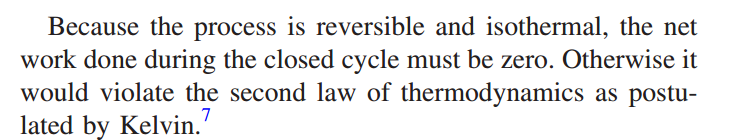 Because the process is reversible and isothermal, the net
work done during the closed cycle must be zero. Otherwise it
would violate the second law of thermodynamics as postu-
lated by Kelvin.7